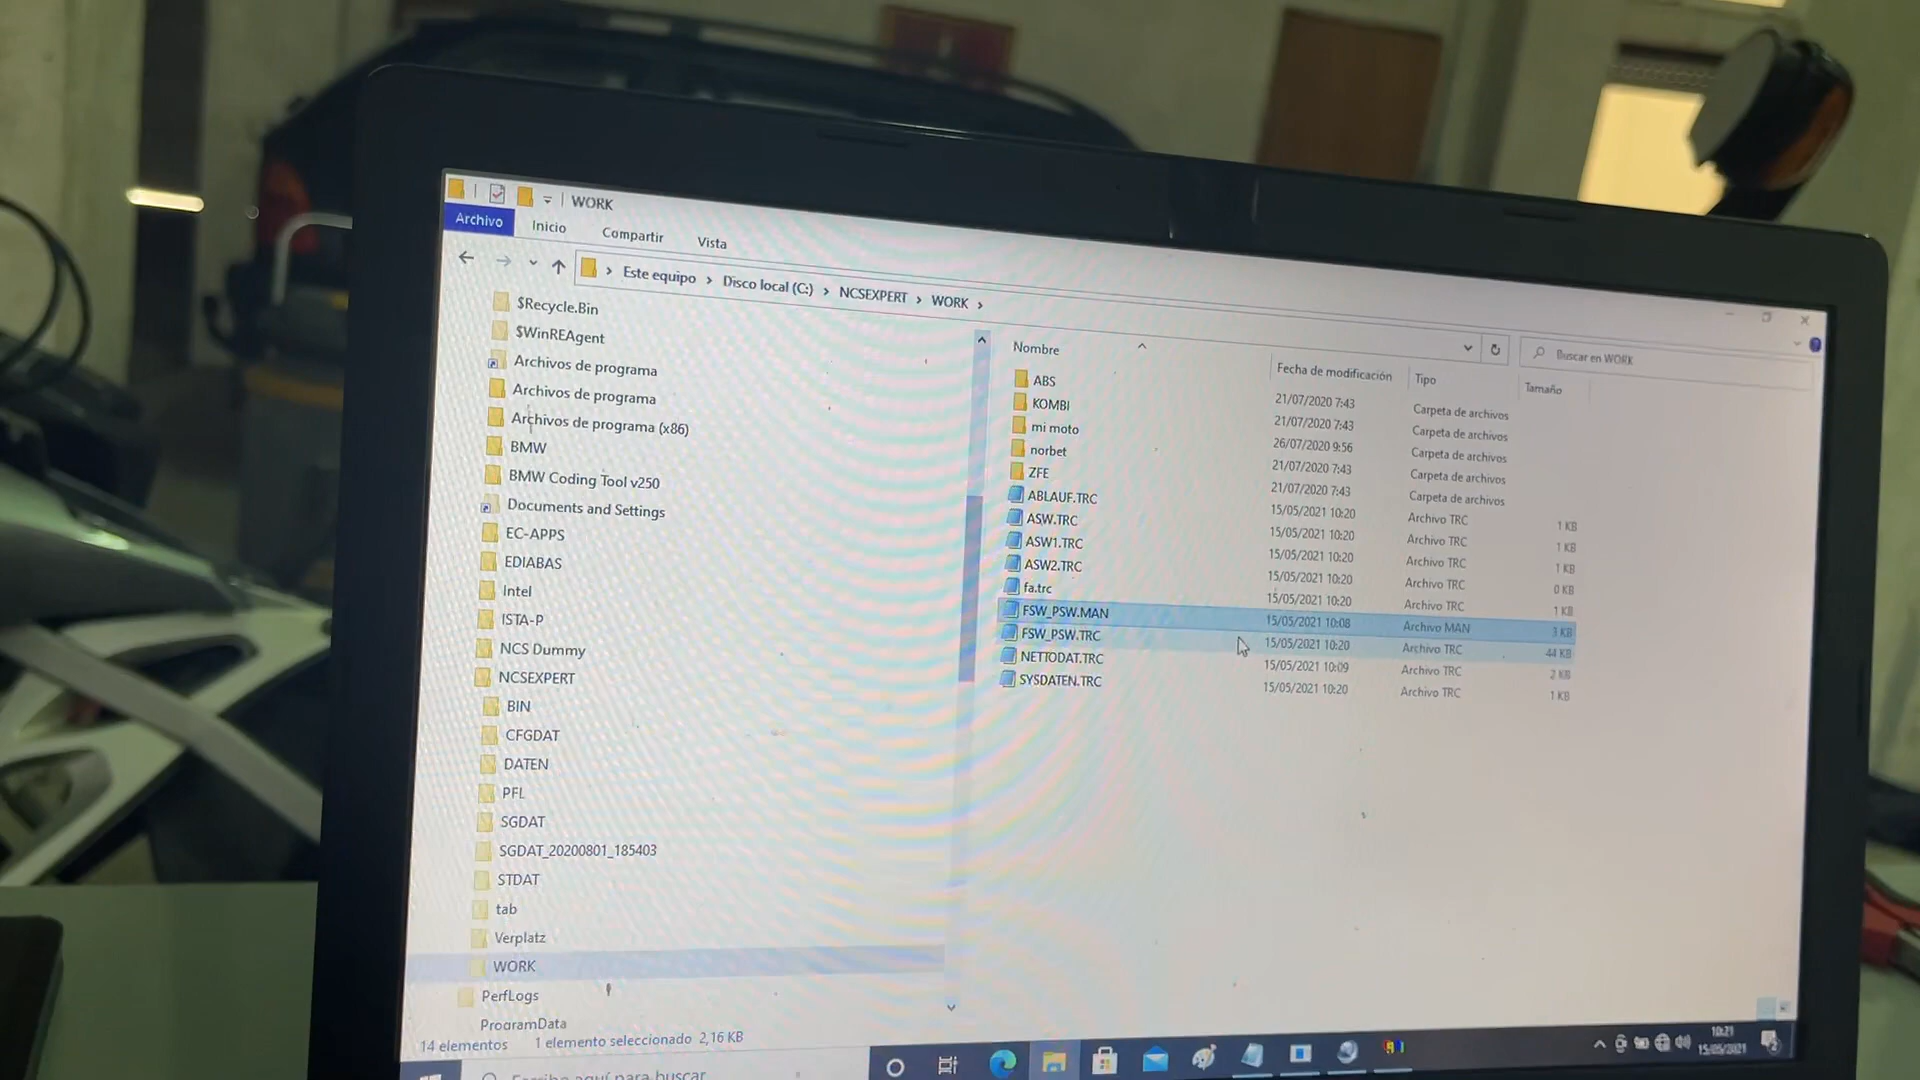 WORK
Archivo Inicio Compartir Vista
Este equipo > Disco local (C:) > NCSEXPERT > WORK >
Buscar en WORK
$Recycle.Bin
$WinREAgent
Archivos de programa
Archivos de programa
Archivos de programa (x86)
BMW
BMW Coding Tool v250
Documents and Settings
EC-APPS
EDIABAS
Intel
ISTA-P
NCS Dummy
NCSEXPERT
BIN
CFGDAT
DATEN
PFL
SGDAT
SGDAT_20200801_185403
STDAT
tab
Verplatz
WORK
PerfLogs
ProgramData
Nombre Fecha de modificación Tipo Tamaño
ABS 21/07/2020 7:43 Carpeta de archivos
KOMBI 21/07/2020 7:43 Carpeta de archivos
mi moto 26/07/2020 9:56 Carpeta de archivos
norbet 21/07/2020 7:43 Carpeta de archivos
ZFE 21/07/2020 7:43 Carpeta de archivos
ABLAUF.TRC 15/05/2021 10:20 Archivo TRC 1 KB
ASW.TRC 15/05/2021 10:20 Archivo TRC 1 KB
ASW1.TRC 15/05/2021 10:20 Archivo TRC 1 KB
ASW2.TRC 15/05/2021 10:20 Archivo TRC 0 KB
fa.trc 15/05/2021 10:20 Archivo TRC 1 KB
FSW_PSW.MAN 15/05/2021 10:08 Archivo MAN 3 KB
FSW_PSW.TRC 15/05/2021 10:20 Archivo TRC 44 KB
NETTODAT.TRC 15/05/2021 10:09 Archivo TRC 2 KB
SYSDATEN.TRC 15/05/2021 10:20 Archivo TRC 1 KB
14 elementos 1 elemento seleccionado 2,16 KB
Escribe aquí para buscar
10:21
15/05/2021